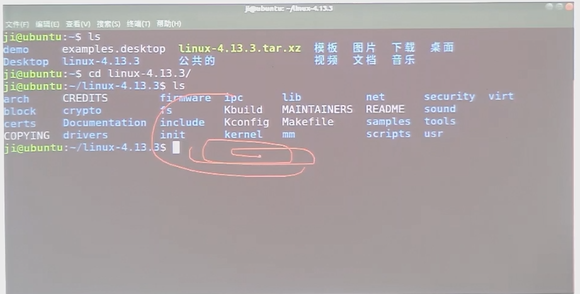 ji@ubuntu: ~/linux-4.13.3
文件(F) 编辑(E) 查看(V) 搜索(S) 终端(T) 帮助(H)
ji@ubuntu:~$ ls
demo examples.desktop linux-4.13.3.tar.xz 模板 图片 下载 桌面
Desktop linux-4.13.3 公共的 视频 文档 音乐
ji@ubuntu:~$ cd linux-4.13.3/
ji@ubuntu:~/linux-4.13.3$ ls
arch CREDITS firmware ipc lib net security virt
block crypto fs Kbuild MAINTAINERS README sound
certs Documentation include Kconfig Makefile samples tools
COPYING drivers init kernel mm scripts usr
ji@ubuntu:~/linux-4.13.3$